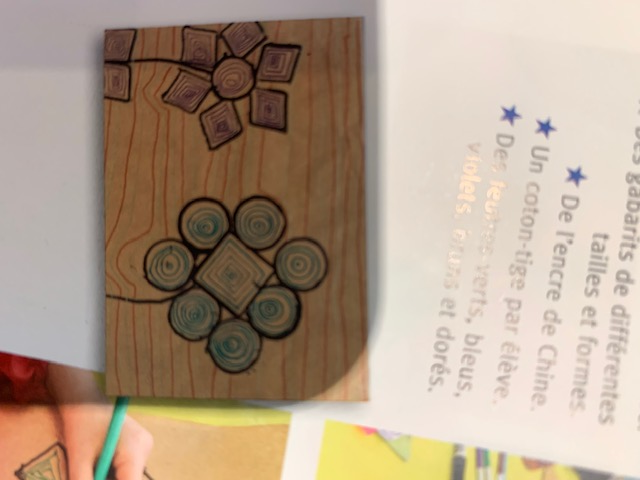 gabarits de différentes
tailles et formes.
★ De l'encre de Chine.
★ Un coton-tige par élève.
★ Des feutres verts, bleus,
violets, bruns et dorés.